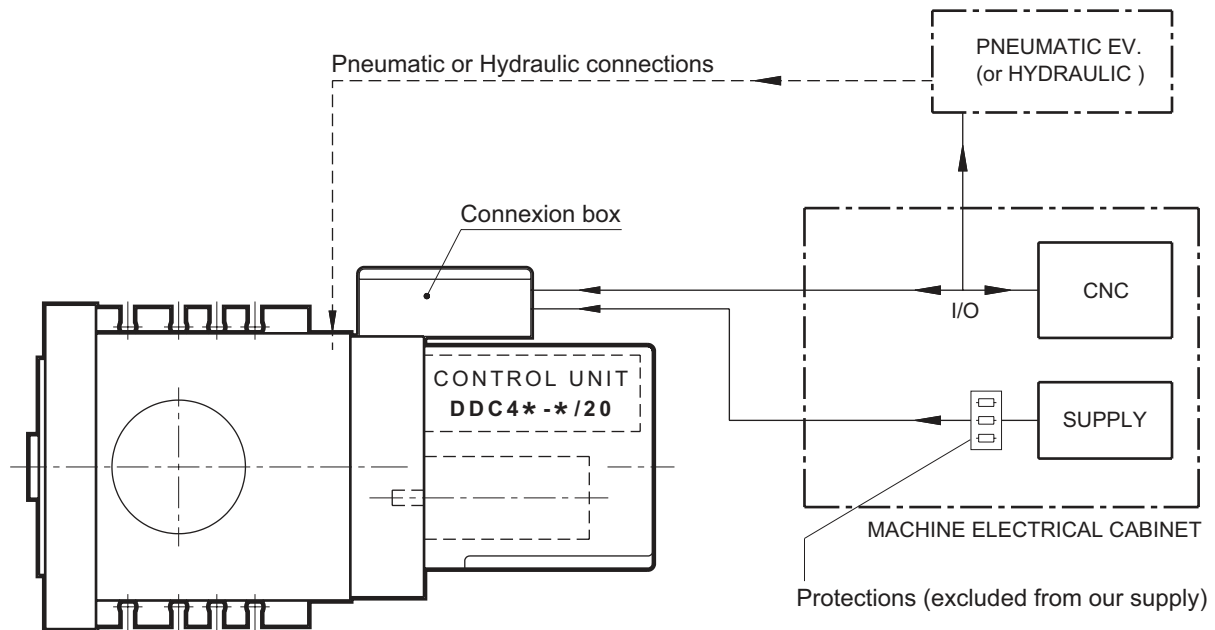 PNEUMATIC EV.
(or HYDRAULIC )
Pneumatic or Hydraulic connections
Connexion box
CNC
I/O
CONTROL UNIT
DDC4*-*/20
SUPPLY
MACHINE ELECTRICAL CABINET
Protections (excluded from our supply)